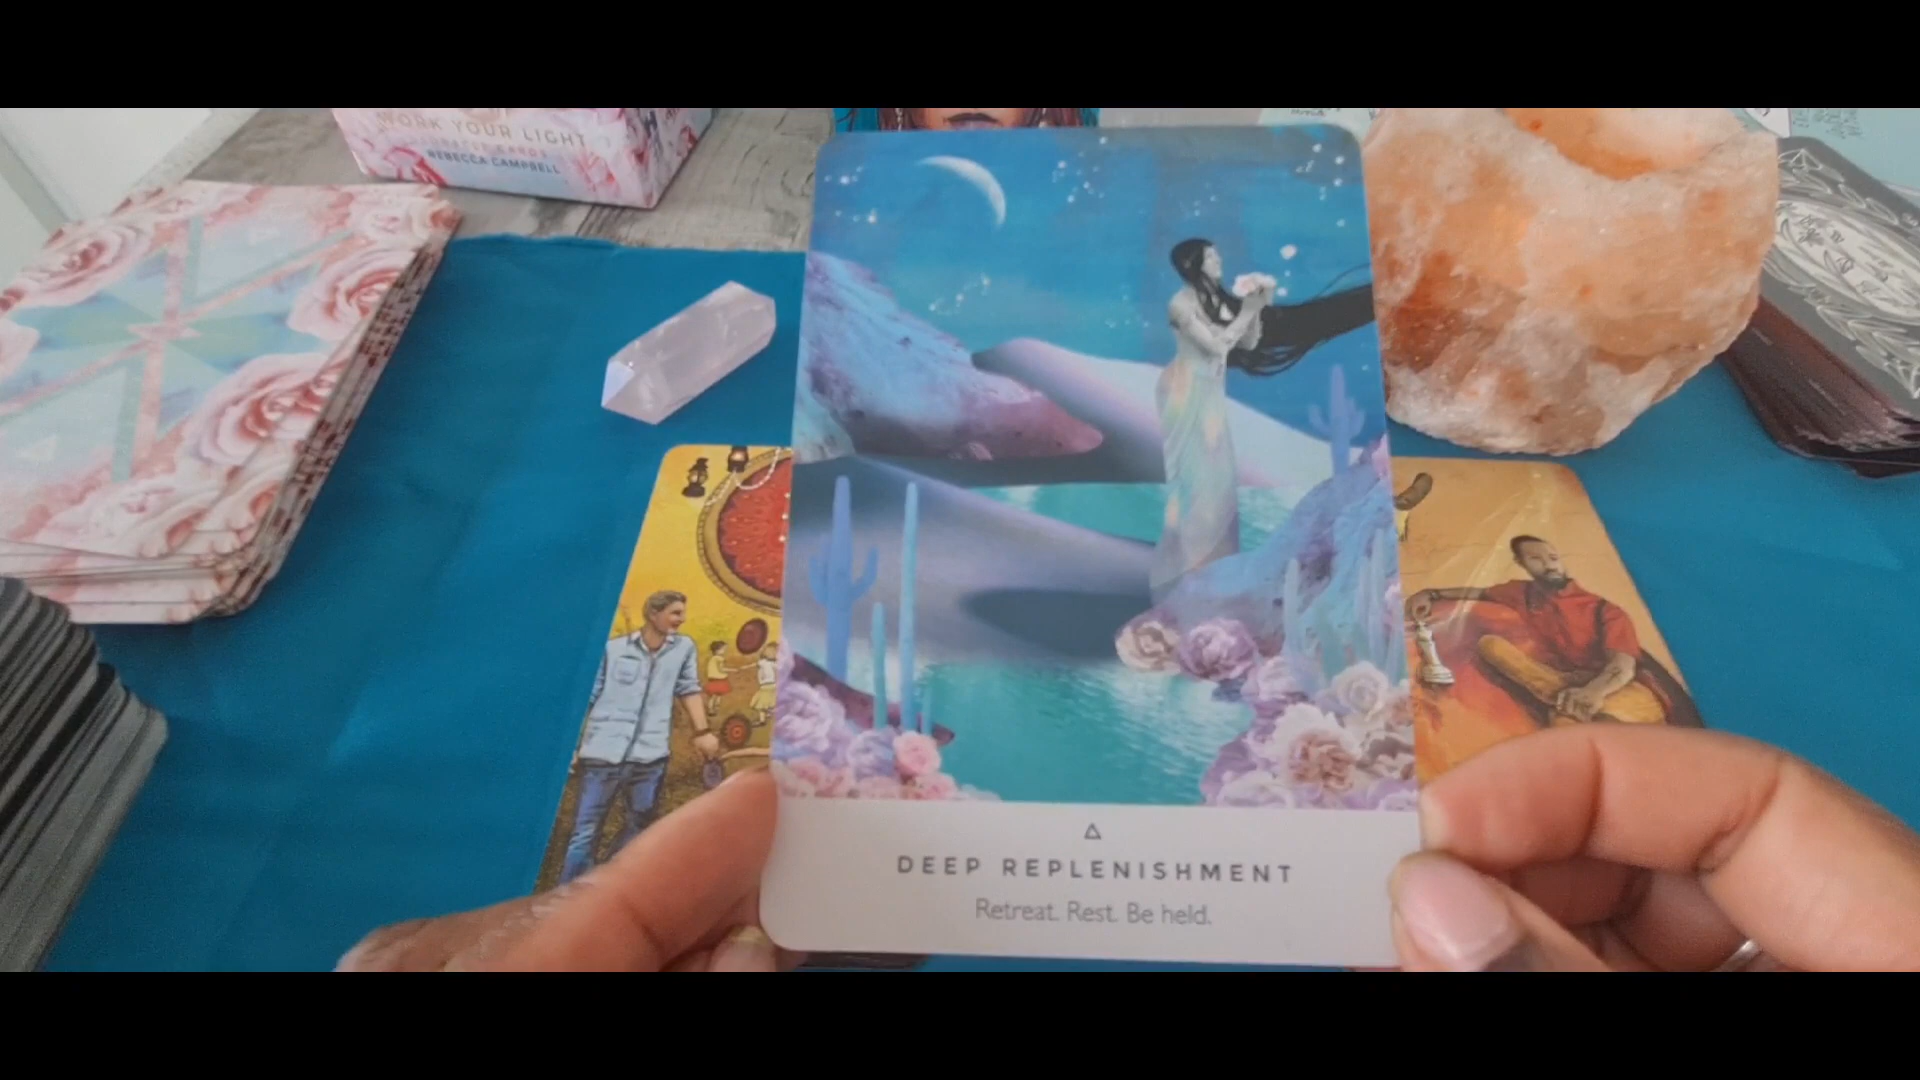 WORK YOUR LIGHT
ORACLE CARDS
REBECCA CAMPBELL
DEEP REPLENISHMENT
Retreat. Rest. Be held.